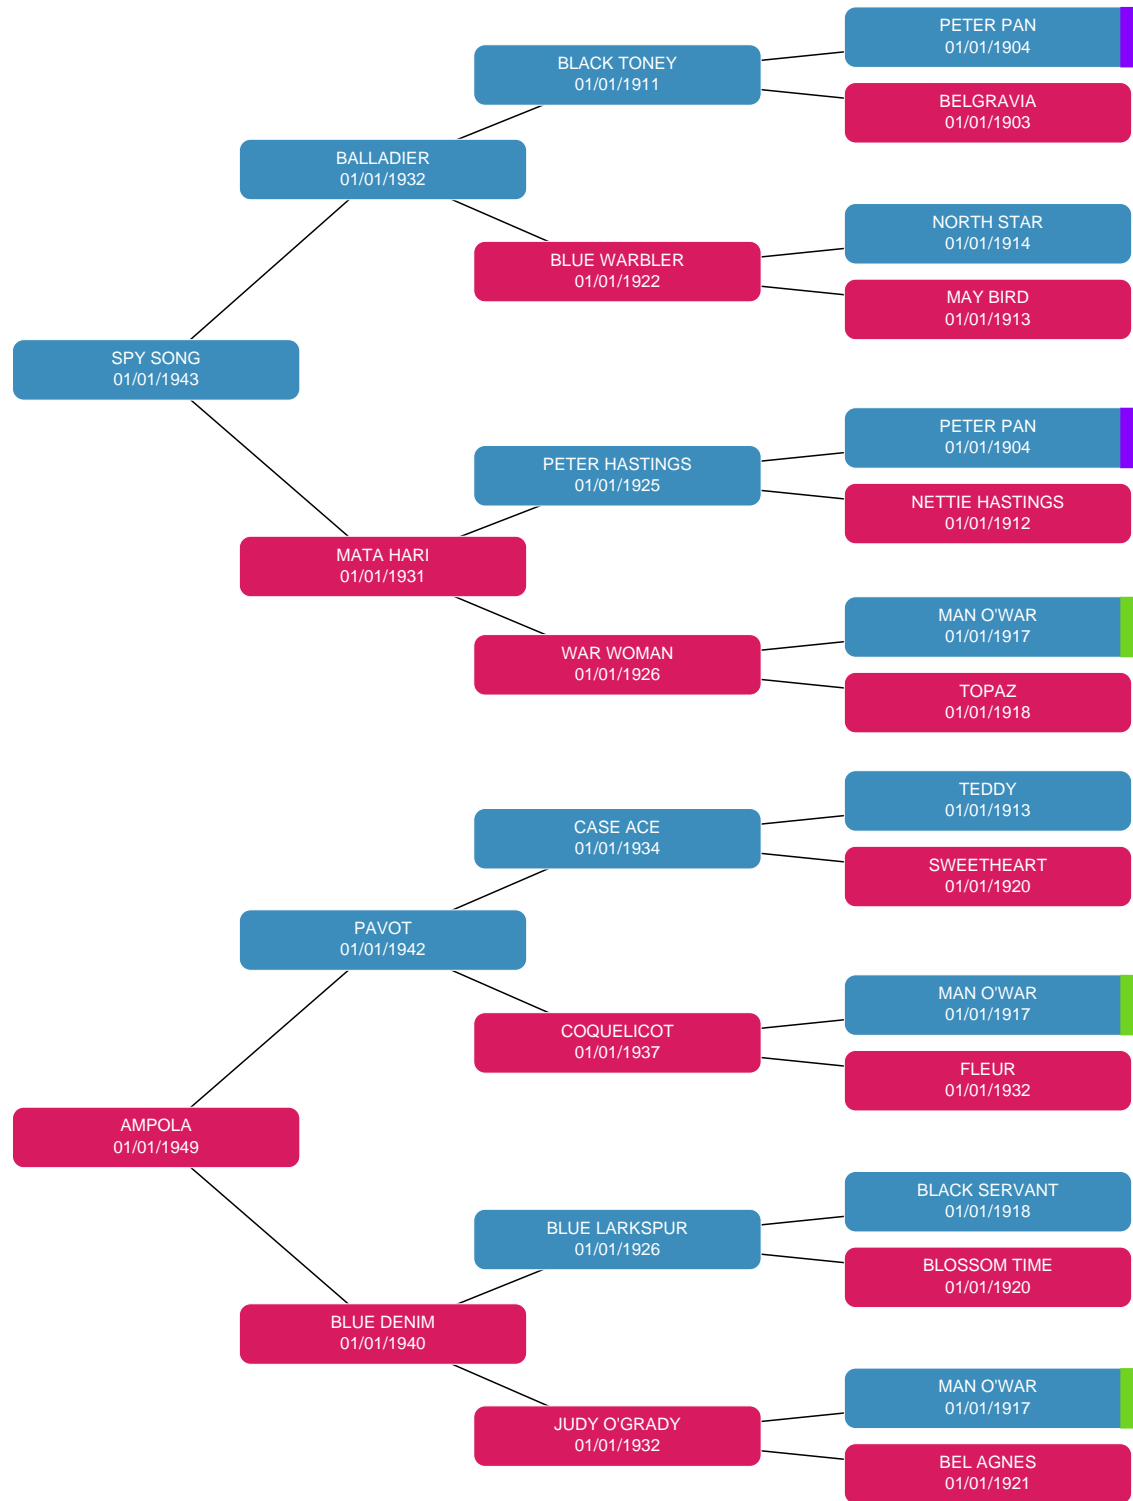 PETER PAN
01/01/1904
BLACK TONEY
01/01/1911
BELGRAVIA
01/01/1903
BALLADIER
01/01/1932
NORTH STAR
01/01/1914
BLUE WARBLER
01/01/1922
MAY BIRD
01/01/1913
SPY SONG
01/01/1943
PETER PAN
01/01/1904
PETER HASTINGS
01/01/1925
NETTIE HASTINGS
01/01/1912
MATA HARI
01/01/1931
MAN O'WAR
01/01/1917
WAR WOMAN
01/01/1926
TOPAZ
01/01/1918
TEDDY
01/01/1913
CASE ACE
01/01/1934
SWEETHEART
01/01/1920
PAVOT
01/01/1942
MAN O'WAR
01/01/1917
COQUELICOT
01/01/1937
FLEUR
01/01/1932
AMPOLA
01/01/1949
BLACK SERVANT
01/01/1918
BLUE LARKSPUR
01/01/1926
BLOSSOM TIME
01/01/1920
BLUE DENIM
01/01/1940
MAN O'WAR
01/01/1917
JUDY O'GRADY
01/01/1932
BEL AGNES
01/01/1921